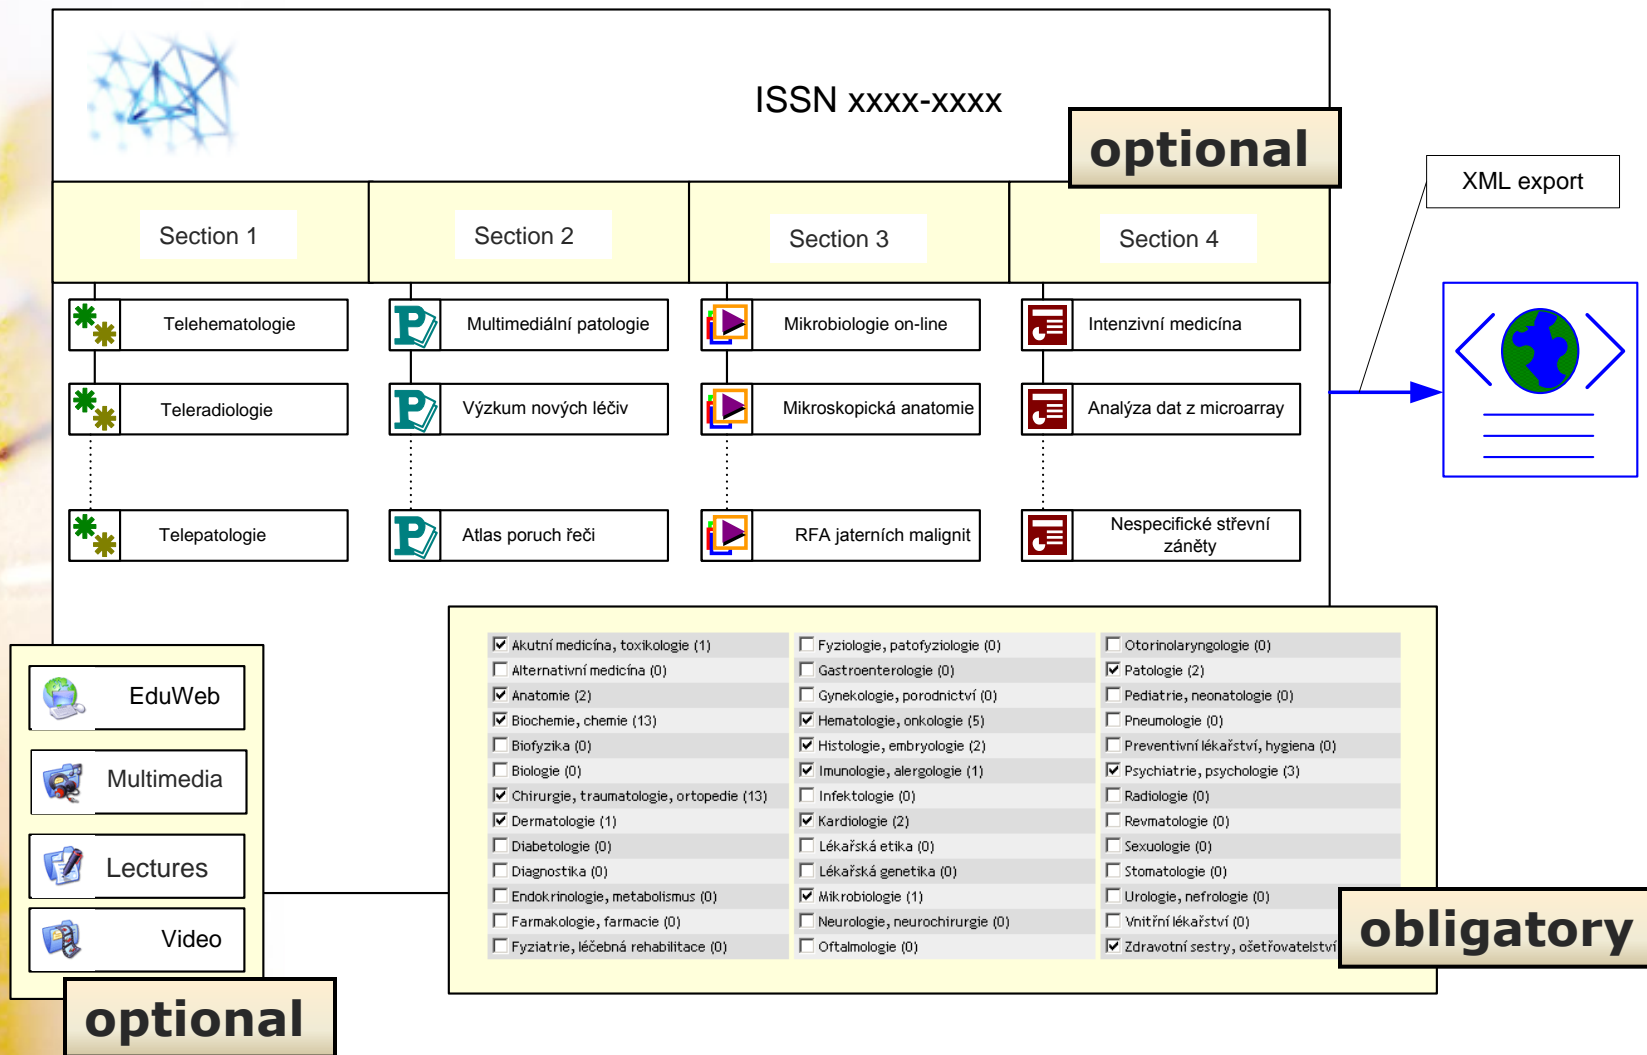 ISSN xxxx-xxxx
optional
XML export
Section 1
Section 2
Section 3
Section 4
Telehematologie
Multimediální patologie
Mikrobiologie on-line
Intenzivní medicína
Teleradiologie
Výzkum nových léčiv
Mikroskopická anatomie
Analýza dat z microarray
Telepatologie
Atlas poruch řeči
RFA jaterních malignit
Nespecifické střevní
záněty
EduWeb
Multimedia
Lectures
Video
optional
Akutní medicína, toxikologie (1)
Alternativní medicína (0)
Anatomie (2)
Biochemie, chemie (13)
Biofyzika (0)
Biologie (0)
Chirurgie, traumatologie, ortopedie (13)
Dermatologie (1)
Diabetologie (0)
Diagnostika (0)
Endokrinologie, metabolismus (0)
Farmakologie, farmacie (0)
Fyziatrie, léčebná rehabilitace (0)
Fyziologie, patofyziologie (0)
Gastroenterologie (0)
Gynekologie, porodnictví (0)
Hematologie, onkologie (5)
Histologie, embryologie (2)
Imunologie, alergologie (1)
Infektologie (0)
Kardiologie (2)
Lékařská etika (0)
Lékařská genetika (0)
Mikrobiologie (1)
Neurologie, neurochirurgie (0)
Oftalmologie (0)
Otorinolaryngologie (0)
Patologie (2)
Pediatrie, neonatologie (0)
Pneumologie (0)
Preventivní lékařství, hygiena (0)
Psychiatrie, psychologie (3)
Radiologie (0)
Revmatologie (0)
Sexuologie (0)
Stomatologie (0)
Urologie, nefrologie (0)
Vnitřní lékařství (0)
Zdravotní sestry, ošetřovatelství
obligatory